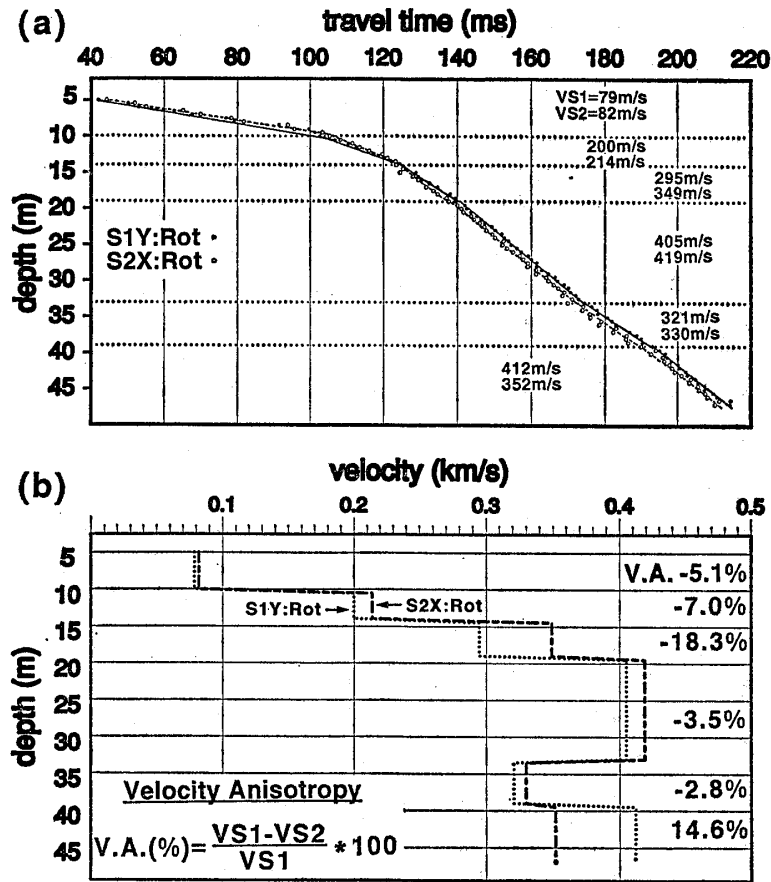 (a)
travel time (ms)
40 60 80 100 120 140 160 180 200 220
depth (m)
5
10
15
20
25
30
35
40
45
VS1=79m/s
VS2=82m/s
200m/s
214m/s
295m/s
349m/s
405m/s
419m/s
321m/s
330m/s
412m/s
352m/s
S1Y:Rot
S2X:Rot
(b)
velocity (km/s)
0.1 0.2 0.3 0.4 0.5
depth (m)
5
10
15
20
25
30
35
40
45
V.A. -5.1%
-7.0%
-18.3%
-3.5%
-2.8%
14.6%
S1Y:Rot
S2X:Rot
Velocity Anisotropy
V.A.(%)= VS1-VS2 / VS1 *100